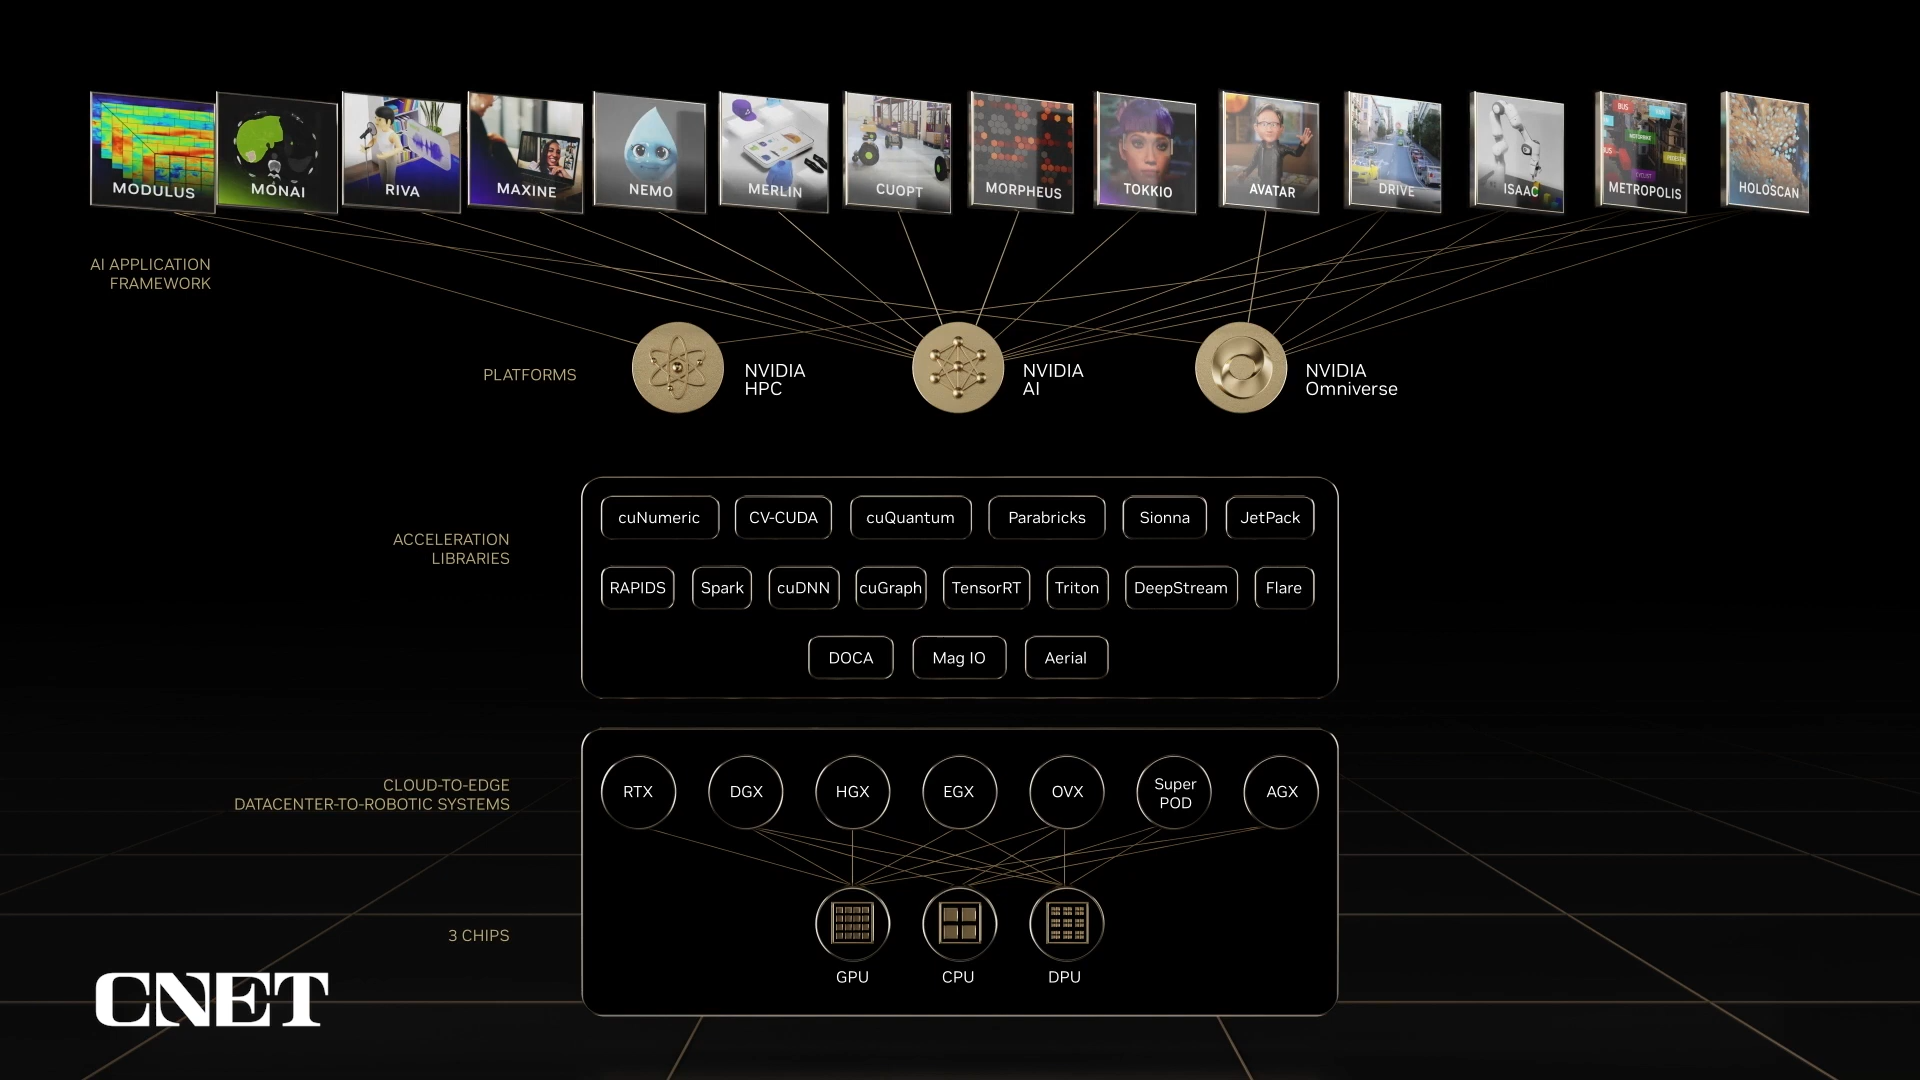 MODULUS
MONAI
RIVA
MAXINE
NEMO
MERLIN
CUOPT
MORPHEUS
TOKKIO
AVATAR
DRIVE
ISAAC
BUS
MOTORBIKE
METROPOLIS
HOLOSCAN
AI APPLICATION
FRAMEWORK
PLATFORMS
NVIDIA
HPC
NVIDIA
AI
NVIDIA
Omniverse
ACCELERATION
LIBRARIES
cuNumeric
CV-CUDA
cuQuantum
Parabricks
Sionna
JetPack
RAPIDS
Spark
cuDNN
cuGraph
TensorRT
Triton
DeepStream
Flare
DOCA
Mag IO
Aerial
CLOUD-TO-EDGE
DATACENTER-TO-ROBOTIC SYSTEMS
RTX
DGX
HGX
EGX
OVX
Super
POD
AGX
3 CHIPS
GPU
CPU
DPU
CNET